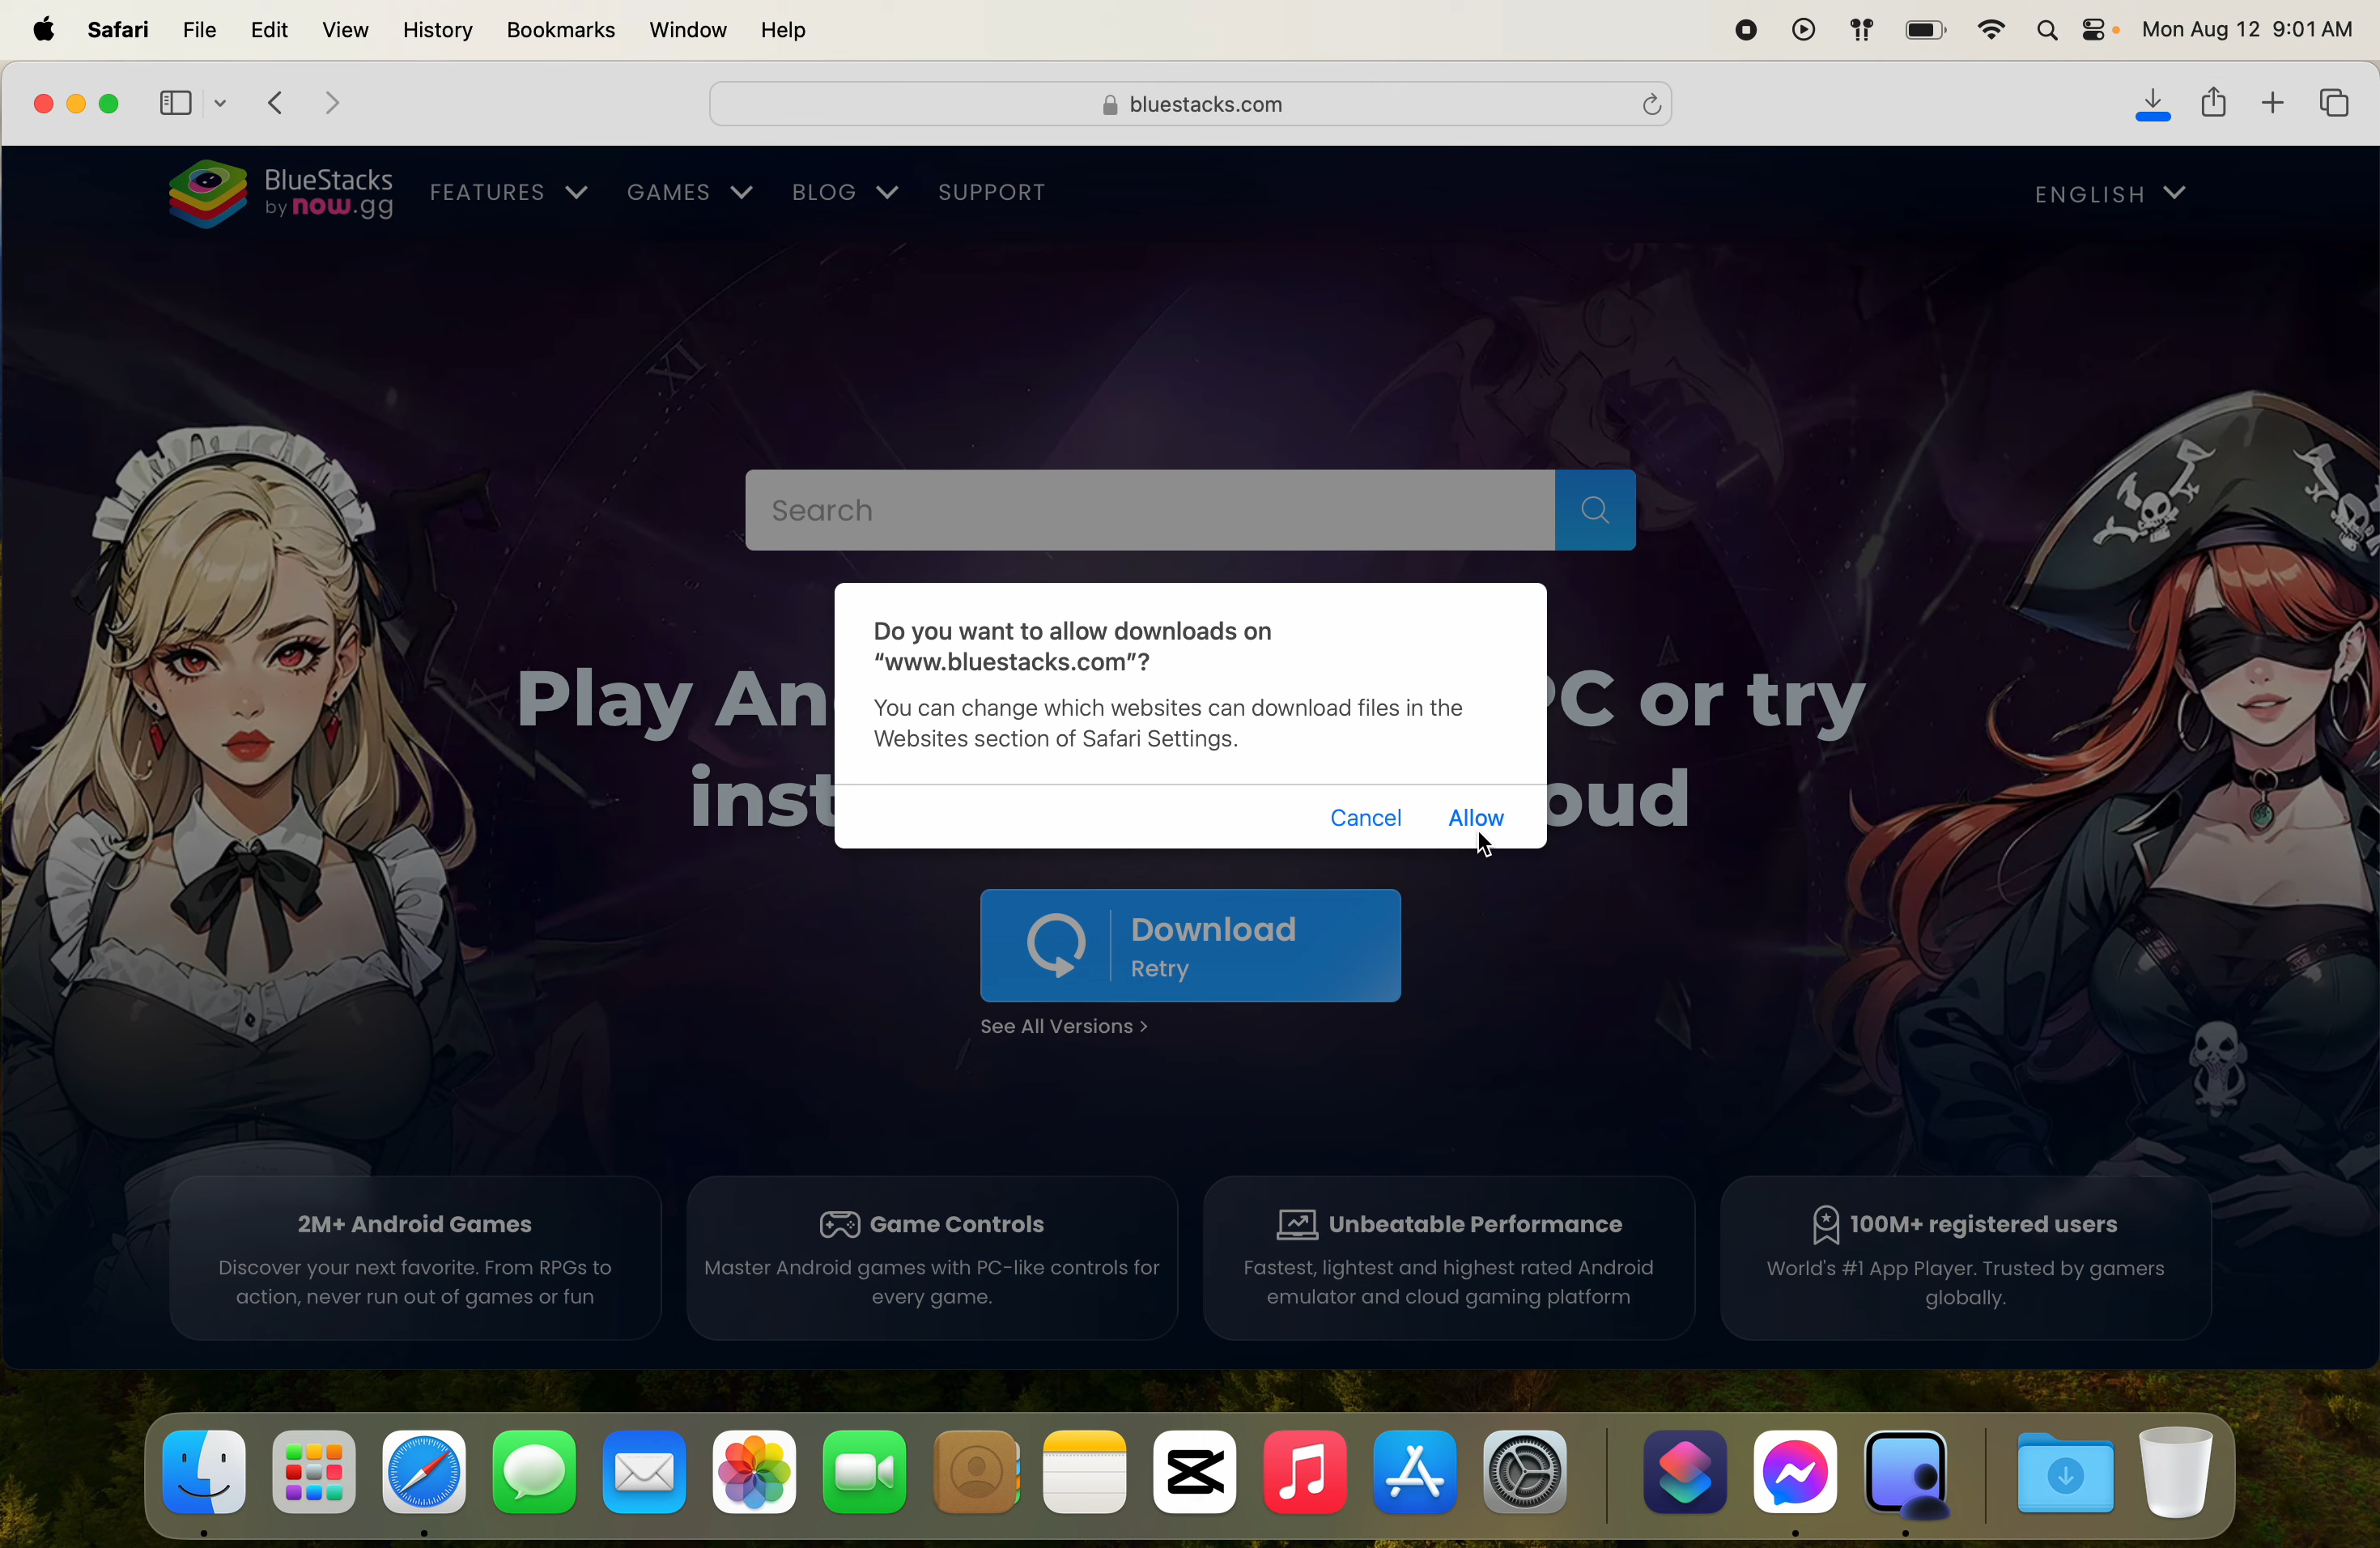 Safari File Edit View History Bookmarks Window Help Mon Aug 12 9:01 AM
bluestacks.com
BlueStacks
by now.gg
FEATURES GAMES BLOG SUPPORT ENGLISH
XI
Search
Do you want to allow downloads on
“www.bluestacks.com”?
You can change which websites can download files in the
Websites section of Safari Settings.
Cancel Allow
Play An PC or try
inst oud
Download
Retry
See All Versions >
2M+ Android Games
Discover your next favorite. From RPGs to
action, never run out of games or fun
Game Controls
Master Android games with PC-like controls for
every game.
Unbeatable Performance
Fastest, lightest and highest rated Android
emulator and cloud gaming platform
100M+ registered users
World's #1 App Player. Trusted by gamers
globally.